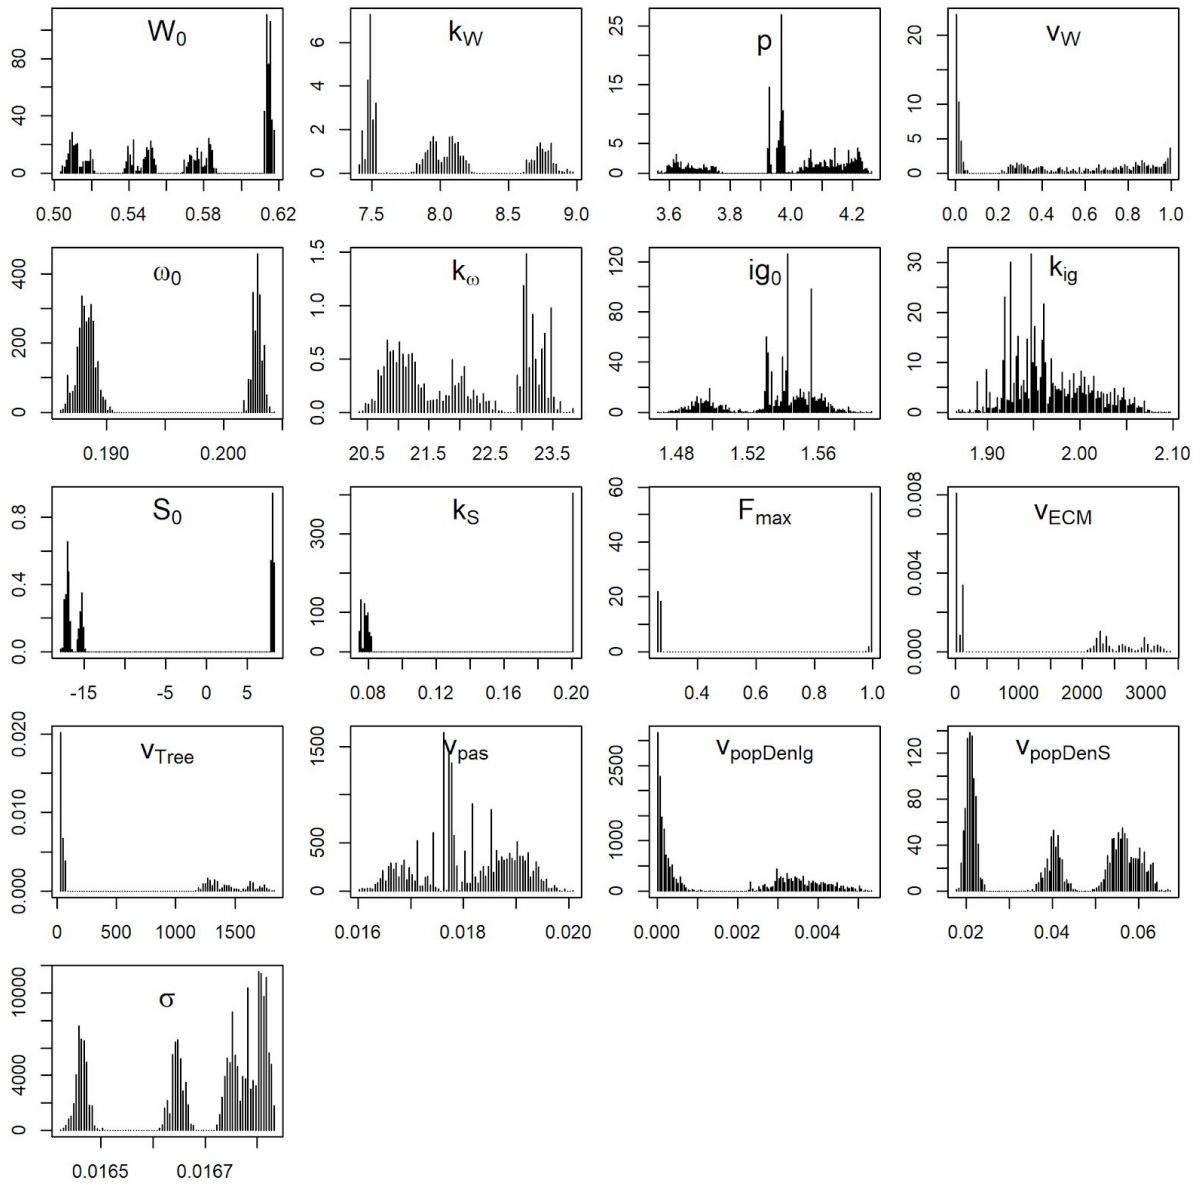 W0 kW p vW
0 40 80
0 2 4 6
0 5 15 25
0 5 10 20
0.50 0.54 0.58 0.62
7.5 8.0 8.5 9.0
3.6 3.8 4.0 4.2
0.0 0.2 0.4 0.6 0.8 1.0
ω0 kω ig0 kig
0 200 400
0.0 0.5 1.0 1.5
0 40 80 120
0 10 20 30
0.190 0.200
20.5 21.5 22.5 23.5
1.48 1.52 1.56
1.90 2.00 2.10
S0 kS Fmax vECM
0.0 0.4 0.8
0 100 300
0 20 40 60
0.000 0.004 0.008
-15 -5 0 5
0.08 0.12 0.16 0.20
0.4 0.6 0.8 1.0
0 1000 2000 3000
vTree vpas vpopDenIg vpopDenS
0.000 0.010 0.020
0 500 1500
0 1000 2500
0 40 80 120
0 500 1000 1500
0.016 0.018 0.020
0.000 0.002 0.004
0.02 0.04 0.06
σ
0 4000 10000
0.0165 0.0167